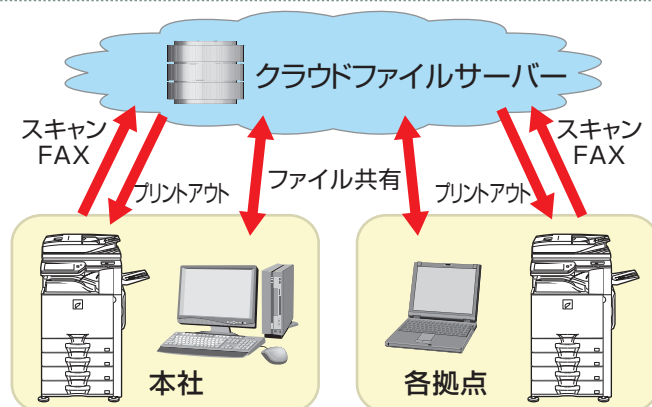 クラウドファイルサーバー
スキャン
FAX
プリントアウト
ファイル共有
プリントアウト
スキャン
FAX
本社
各拠点